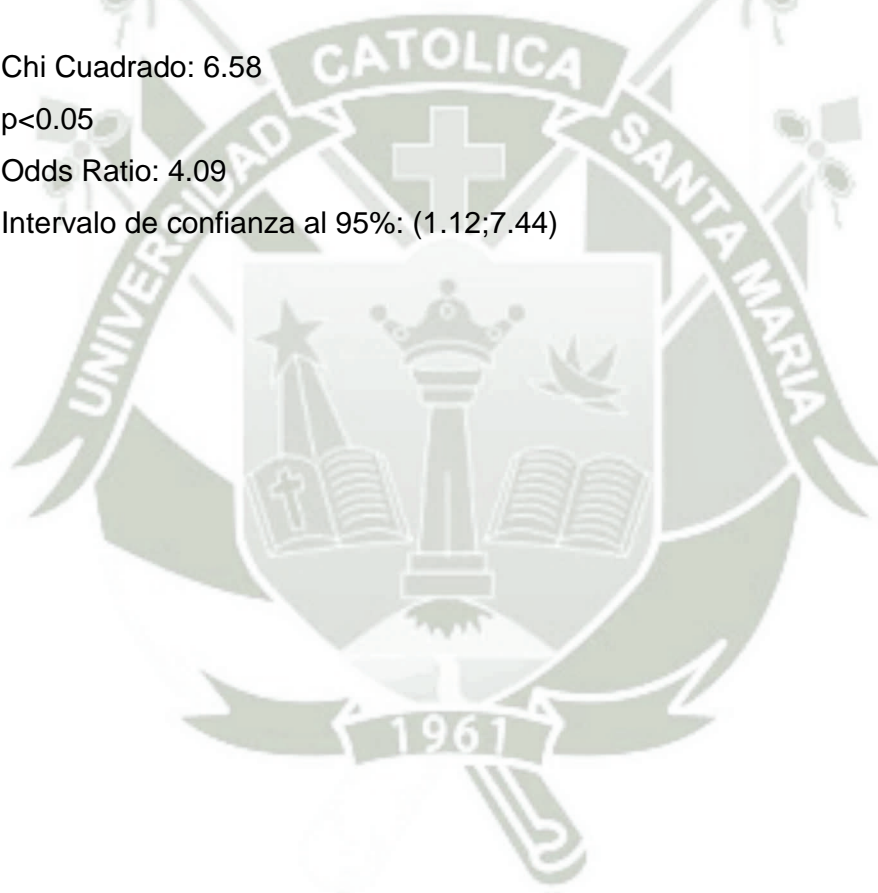 Chi Cuadrado: 6.58
p<0.05
Odds Ratio: 4.09
Intervalo de confianza al 95%: (1.12;7.44)
UNIVERSIDAD CATOLICA SANTA MARIA
1961